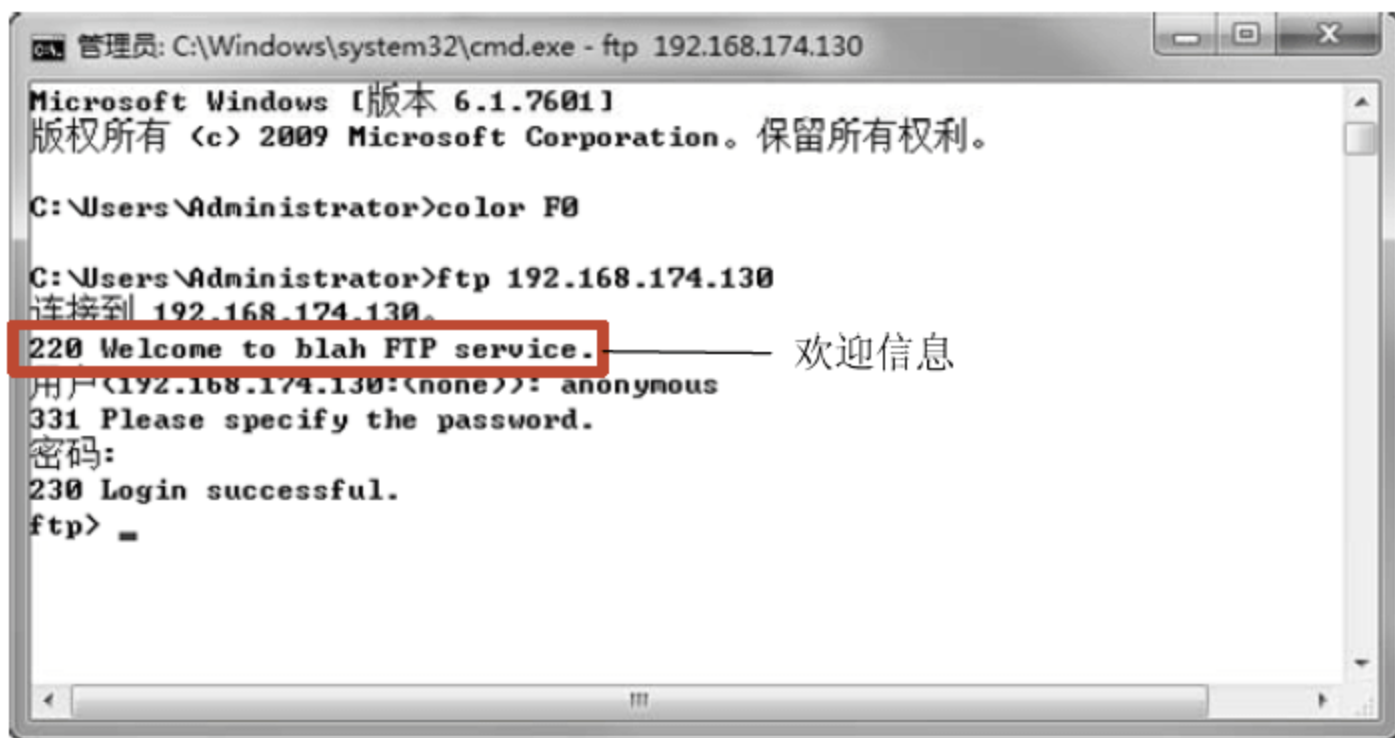 管理员: C:\Windows\system32\cmd.exe - ftp 192.168.174.130
Microsoft Windows [版本 6.1.7601]
版权所有 (c) 2009 Microsoft Corporation。保留所有权利。
C:\Users\Administrator>color F0
C:\Users\Administrator>ftp 192.168.174.130
连接到 192.168.174.130。
220 Welcome to blah FTP service.
欢迎信息
用户(192.168.174.130:(none)): anonymous
331 Please specify the password.
密码:
230 Login successful.
ftp>